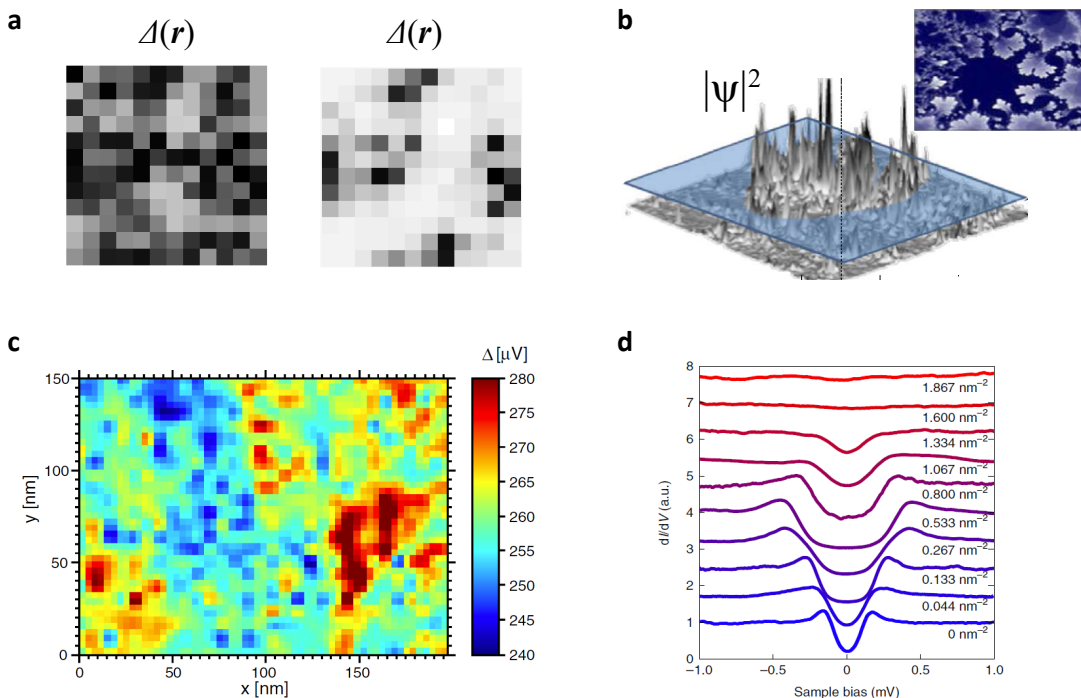 a
Δ(r)
Δ(r)
b
|ψ|²
c
Δ [μV]
150
100
50
0
y [nm]
0
50
100
150
x [nm]
280
275
270
265
260
255
250
245
240
d
8
7
6
5
4
3
2
1
0
dI/dV (a.u.)
1.867 nm⁻²
1.600 nm⁻²
1.334 nm⁻²
1.067 nm⁻²
0.800 nm⁻²
0.533 nm⁻²
0.267 nm⁻²
0.133 nm⁻²
0.044 nm⁻²
0 nm⁻²
-1.0
-0.5
0
0.5
1.0
Sample bias (mV)